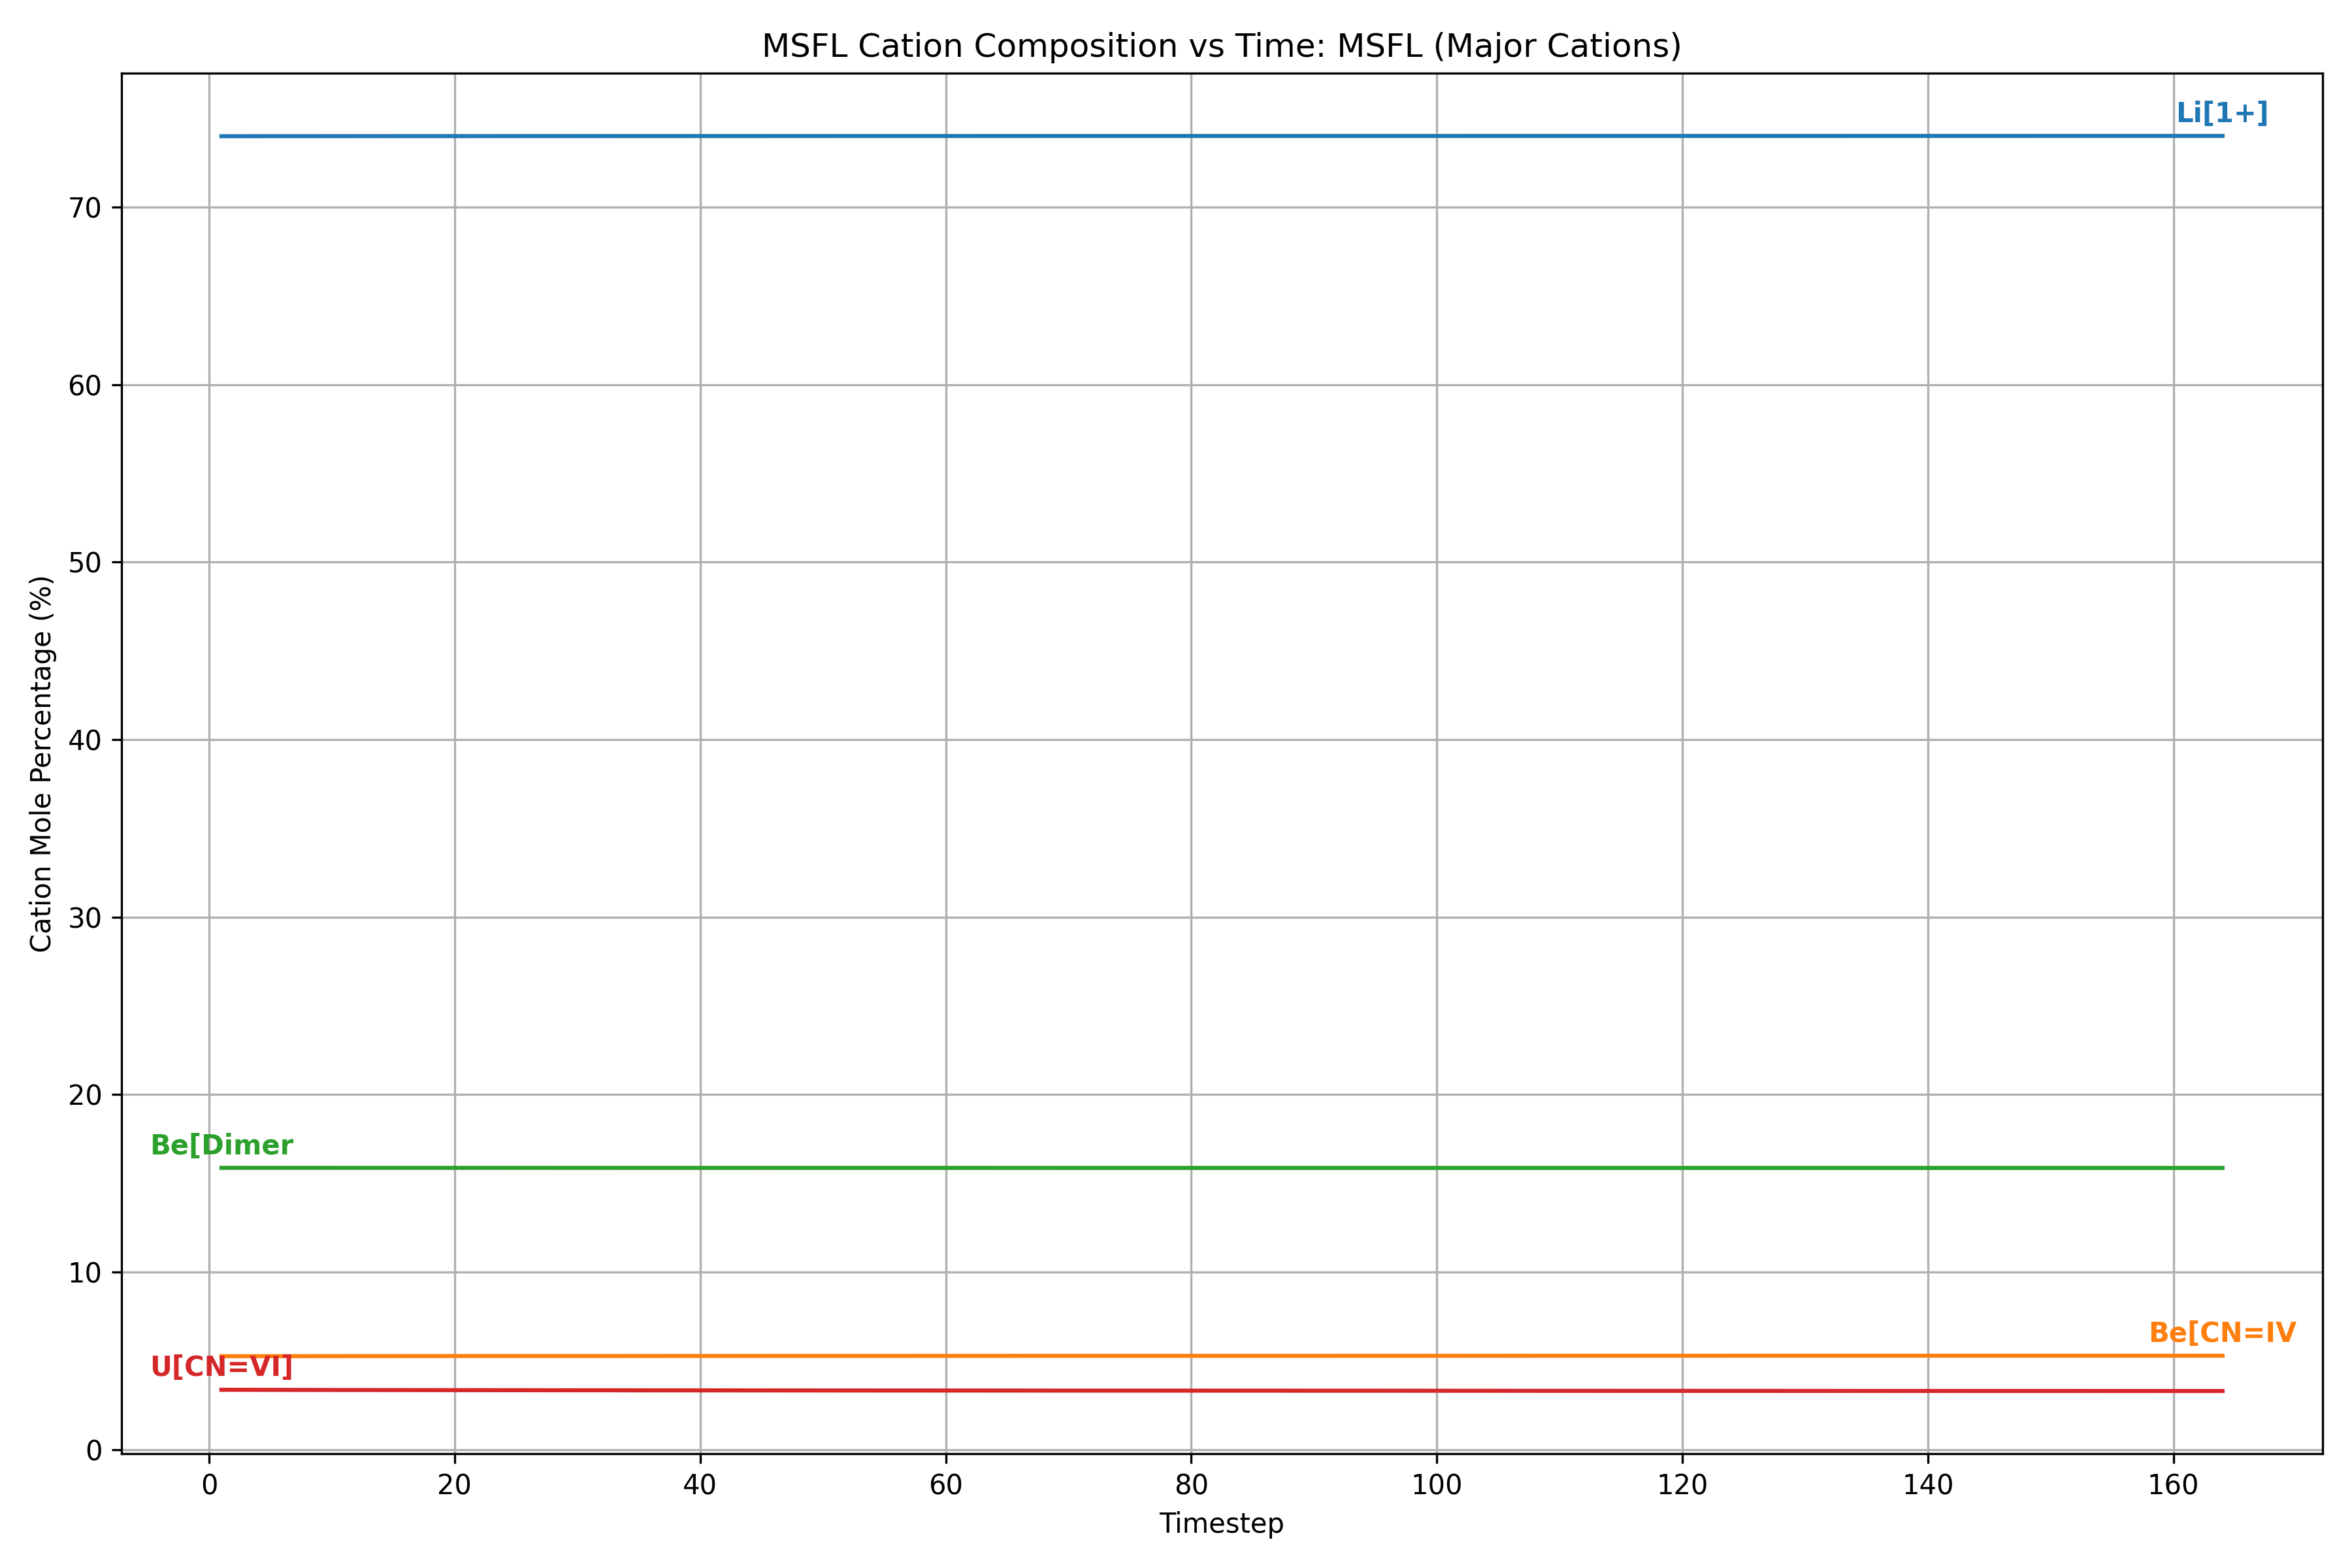 MSFL Cation Composition vs Time: MSFL (Major Cations)
Li[1+]
70
60
50
40
30
20
10
0
Cation Mole Percentage (%)
Be[Dimer
Be[CN=IV
U[CN=VI]
0 20 40 60 80 100 120 140 160
Timestep